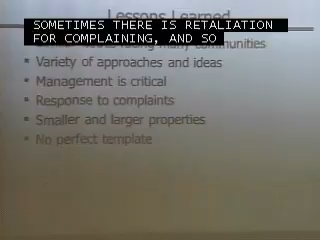 Lessons Learned
SOMETIMES THERE IS RETALIATION
FOR COMPLAINING, AND SO
facing many communities
Variety of approaches and ideas
Management is critical
Response to complaints
Smaller and larger properties
No perfect template